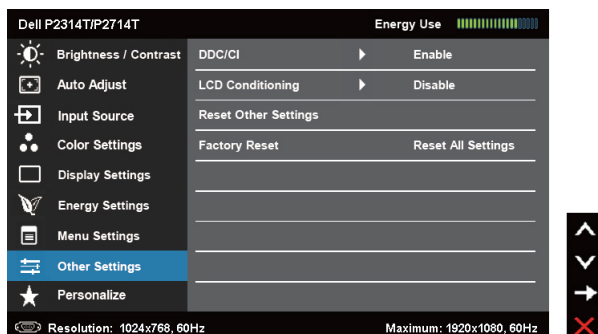 Dell P2314T/P2714T Energy Use
Brightness / Contrast DDC/CI Enable
Auto Adjust LCD Conditioning Disable
Input Source Reset Other Settings
Color Settings Factory Reset Reset All Settings
Display Settings
Energy Settings
Menu Settings
Other Settings
Personalize
Resolution: 1024x768, 60Hz Maximum: 1920x1080, 60Hz